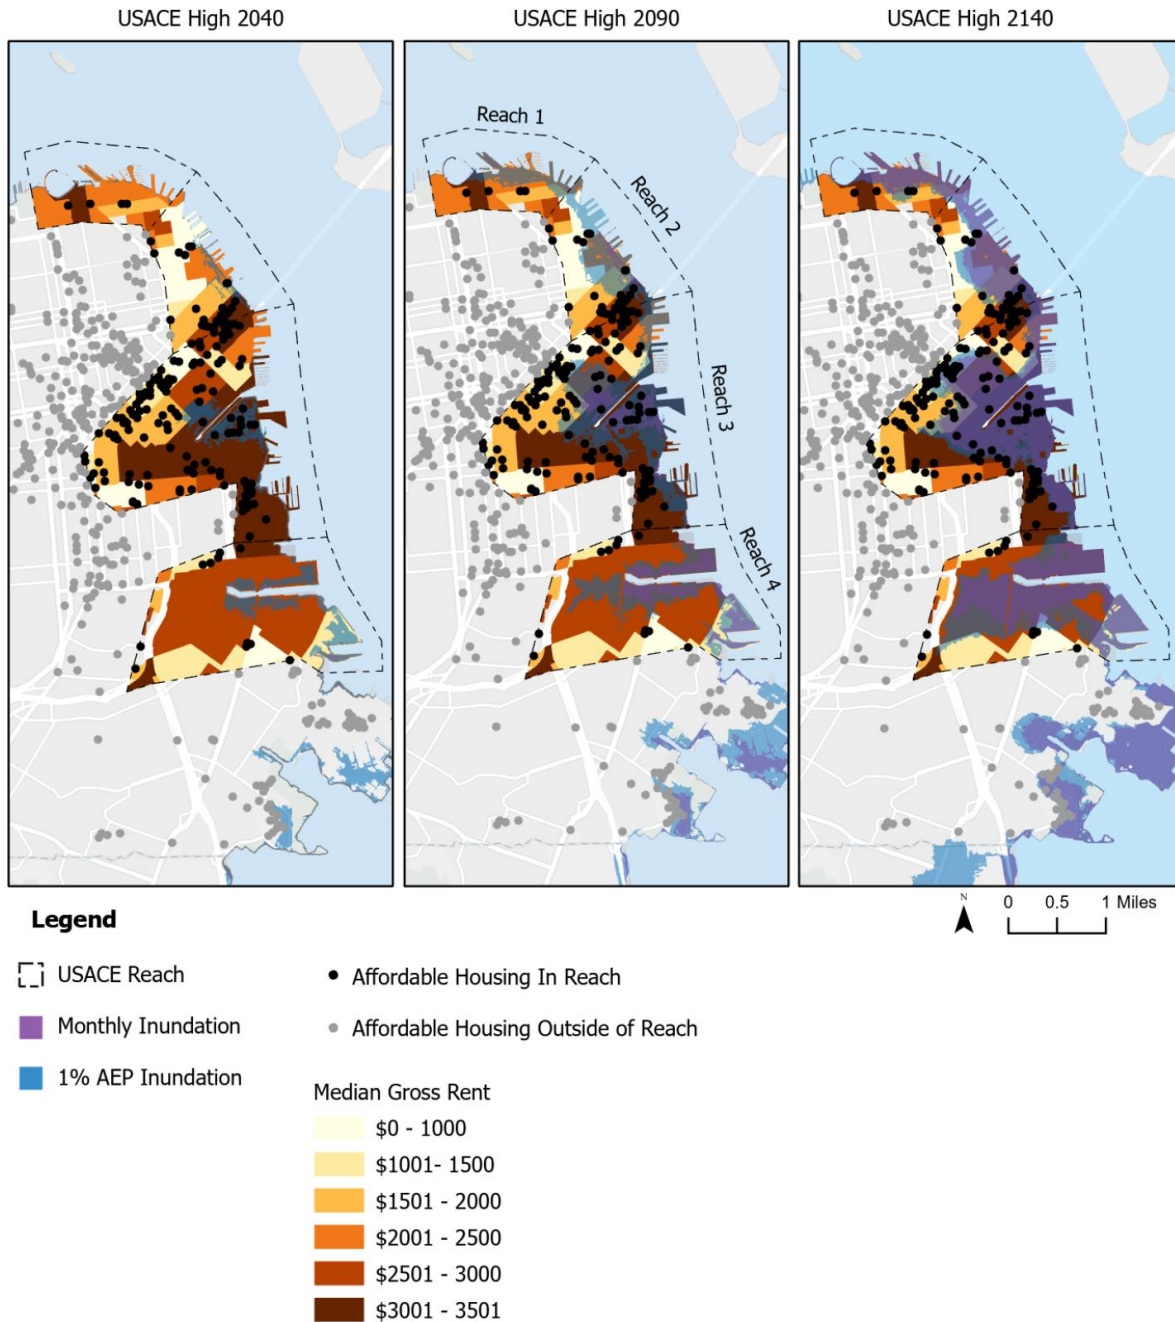 USACE High 2040
USACE High 2090
USACE High 2140
Reach 1
Reach 2
Reach 3
Reach 4
N
0 0.5 1 Miles
Legend
USACE Reach
Monthly Inundation
1% AEP Inundation
Affordable Housing In Reach
Affordable Housing Outside of Reach
Median Gross Rent
$0 - 1000
$1001- 1500
$1501 - 2000
$2001 - 2500
$2501 - 3000
$3001 - 3501